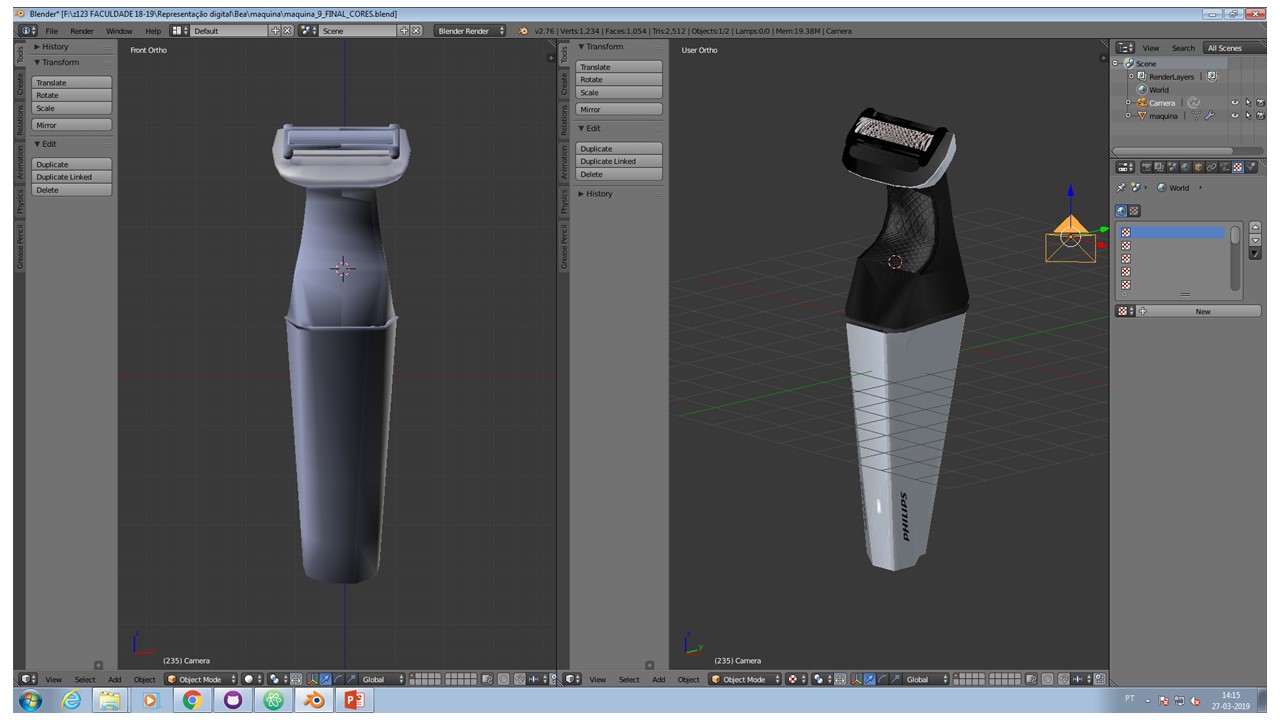 Blender* [F:\z123 FACULDADE 18-19\Representação digital\Bea\maquina\maquina_9_FINAL_CORES.blend]
File Render Window Help Default Scene Blender Render v2.76 | Verts:1,234 | Faces:1,054 | Tris:2,512 | Objects:1/2 | Lamps:0/0 | Mem:19.38M | Camera
Tools
Create
Relations
Animation
Physics
Grease Pencil
History
Transform
Translate
Rotate
Scale
Mirror
Edit
Duplicate
Duplicate Linked
Delete
Front Ortho
(235) Camera
View Select Add Object Object Mode Global
Tools
Create
Relations
Animation
Physics
Grease Pencil
Transform
Translate
Rotate
Scale
Mirror
Edit
Duplicate
Duplicate Linked
Delete
History
User Ortho
PHILIPS
(235) Camera
View Select Add Object Object Mode Global
View Search All Scenes
Scene
RenderLayers
World
Camera
maquina
World
New
PT
14:15
27-03-2019